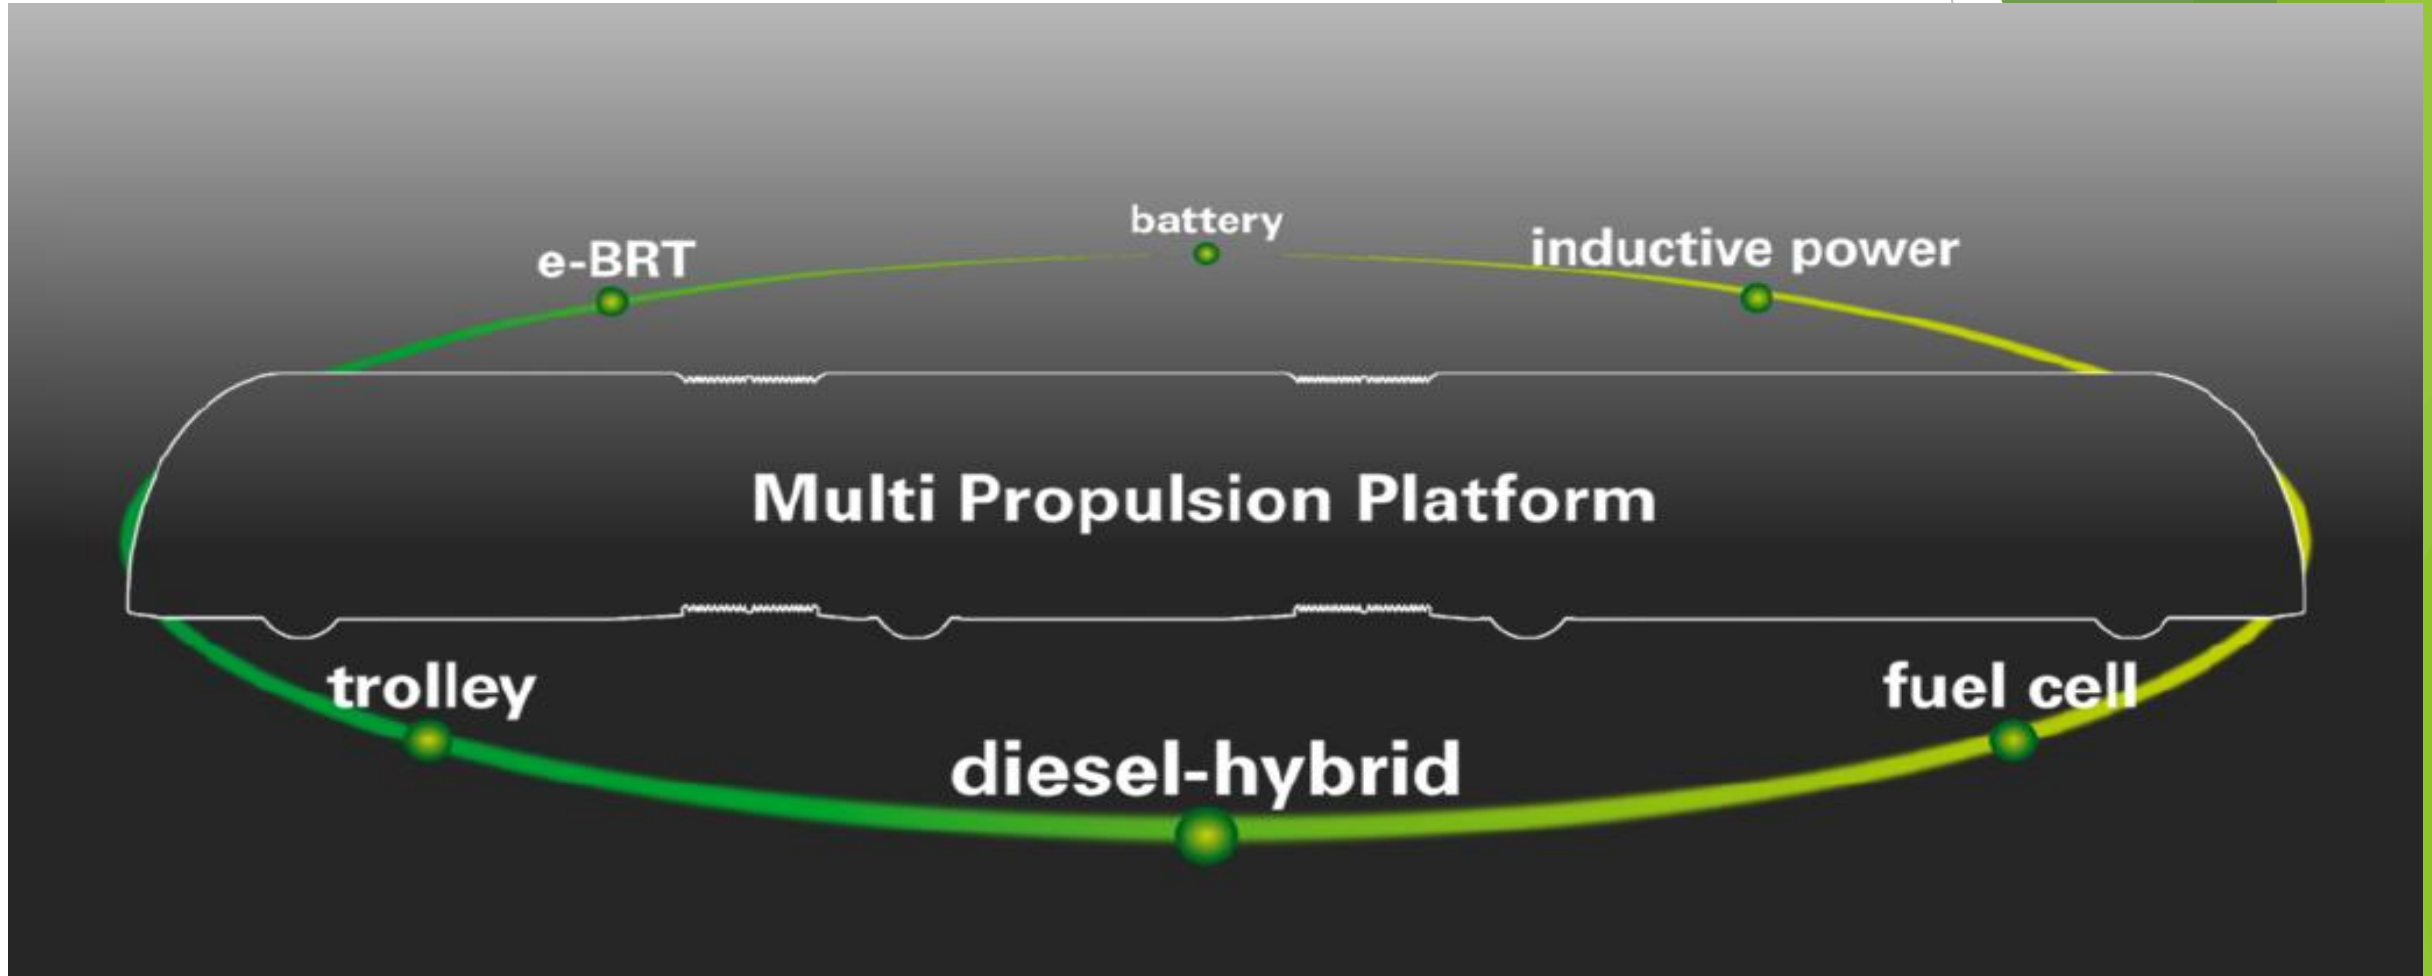 battery
e-BRT
inductive power
Multi Propulsion Platform
trolley
fuel cell
diesel-hybrid